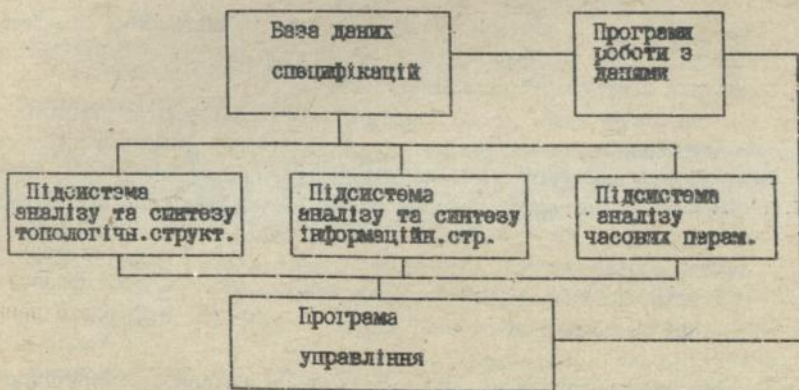 База даних
специфікацій
Програми
роботи з
даними
Підсистема
аналізу та синтезу
топологічн.структ.
Підсистема
аналізу та синтезу
інформаційн.стр.
Підсистема
аналізу
часових парам.
Програма
управління